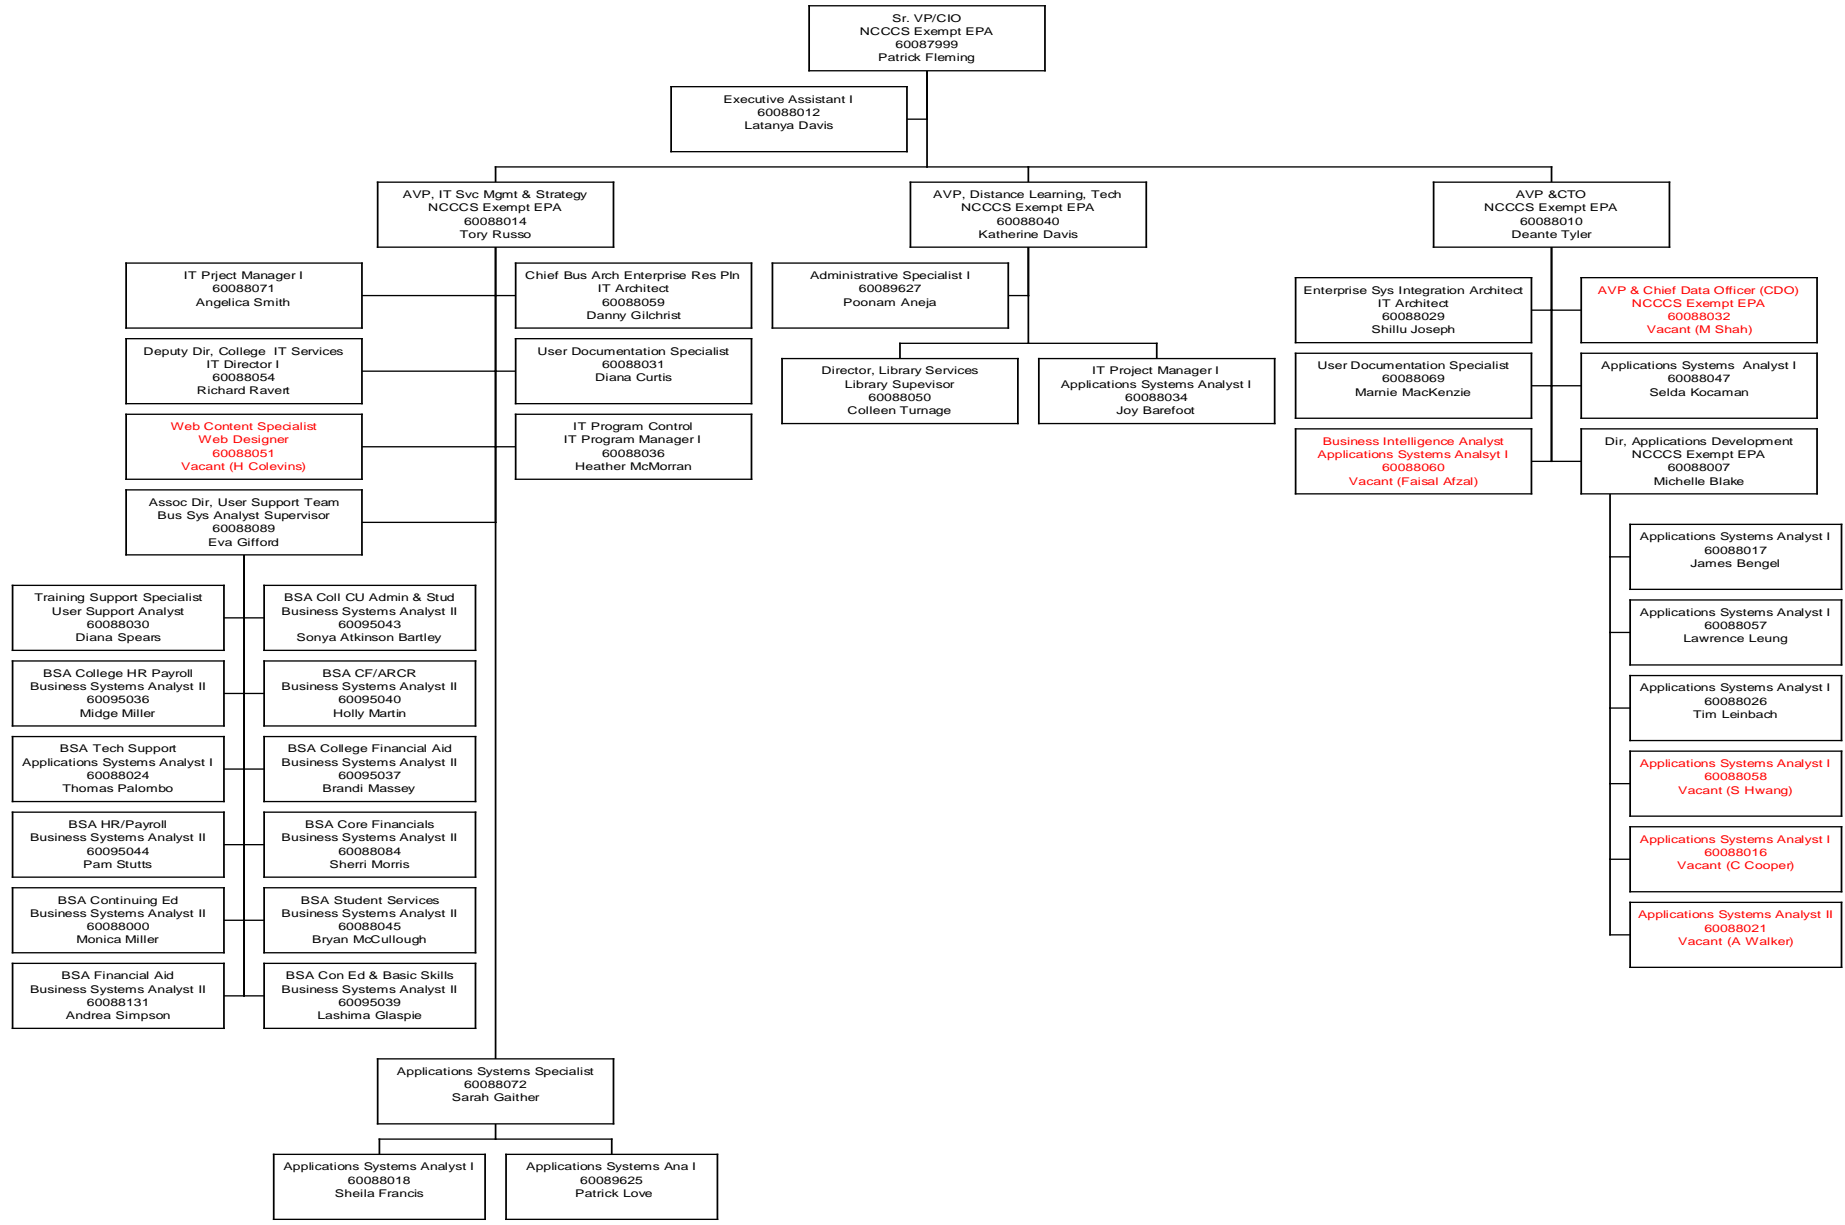 Sr. VP/CIO
NCCCS Exempt EPA
60087999
Patrick Fleming
Executive Assistant I
60088012
Latanya Davis
AVP, IT Svc Mgmt & Strategy
NCCCS Exempt EPA
60088014
Tory Russo
AVP, Distance Learning, Tech
NCCCS Exempt EPA
60088040
Katherine Davis
AVP &CTO
NCCCS Exempt EPA
60088010
Deante Tyler
IT Prject Manager I
60088071
Angelica Smith
Chief Bus Arch Enterprise Res Pln
IT Architect
60088059
Danny Gilchrist
Deputy Dir, College  IT Services
IT Director I
60088054
Richard Ravert
User Documentation Specialist
60088031
Diana Curtis
Web Content Specialist
Web Designer
60088051
Vacant (H Colevins)
IT Program Control
IT Program Manager I
60088036
Heather McMorran
Assoc Dir, User Support Team
Bus Sys Analyst Supervisor
60088089
Eva Gifford
Training Support Specialist
User Support Analyst
60088030
Diana Spears
BSA Coll CU Admin & Stud
Business Systems Analyst II
60095043
Sonya Atkinson Bartley
BSA College HR Payroll
Business Systems Analyst II
60095036
Midge Miller
BSA CF/ARCR
Business Systems Analyst II
60095040
Holly Martin
BSA Tech Support
Applications Systems Analyst I
60088024
Thomas Palombo
BSA College Financial Aid
Business Systems Analyst II
60095037
Brandi Massey
BSA HR/Payroll
Business Systems Analyst II
60095044
Pam Stutts
BSA Core Financials
Business Systems Analyst II
60088084
Sherri Morris
BSA Continuing Ed
Business Systems Analyst II
60088000
Monica Miller
BSA Student Services
Business Systems Analyst II
60088045
Bryan McCullough
BSA Financial Aid
Business Systems Analyst II
60088131
Andrea Simpson
BSA Con Ed & Basic Skills
Business Systems Analyst II
60095039
Lashima Glaspie
Applications Systems Specialist
60088072
Sarah Gaither
Applications Systems Analyst I
60088018
Sheila Francis
Applications Systems Ana I
60089625
Patrick Love
Administrative Specialist I
60089627
Poonam Aneja
Director, Library Services
Library Supevisor
60088050
Colleen Turnage
IT Project Manager I
Applications Systems Analyst I
60088034
Joy Barefoot
Enterprise Sys Integration Architect
IT Architect
60088029
Shillu Joseph
AVP & Chief Data Officer (CDO)
NCCCS Exempt EPA
60088032
Vacant (M Shah)
User Documentation Specialist
60088069
Marnie MacKenzie
Applications Systems  Analyst I
60088047
Selda Kocaman
Business Intelligence Analyst
Applications Systems Analsyt I
60088060
Vacant (Faisal Afzal)
Dir, Applications Development
NCCCS Exempt EPA
60088007
Michelle Blake
Applications Systems Analyst I
60088017
James Bengel
Applications Systems Analyst I
60088057
Lawrence Leung
Applications Systems Analyst I
60088026
Tim Leinbach
Applications Systems Analyst I
60088058
Vacant (S Hwang)
Applications Systems Analyst I
60088016
Vacant (C Cooper)
Applications Systems Analyst II
60088021
Vacant (A Walker)